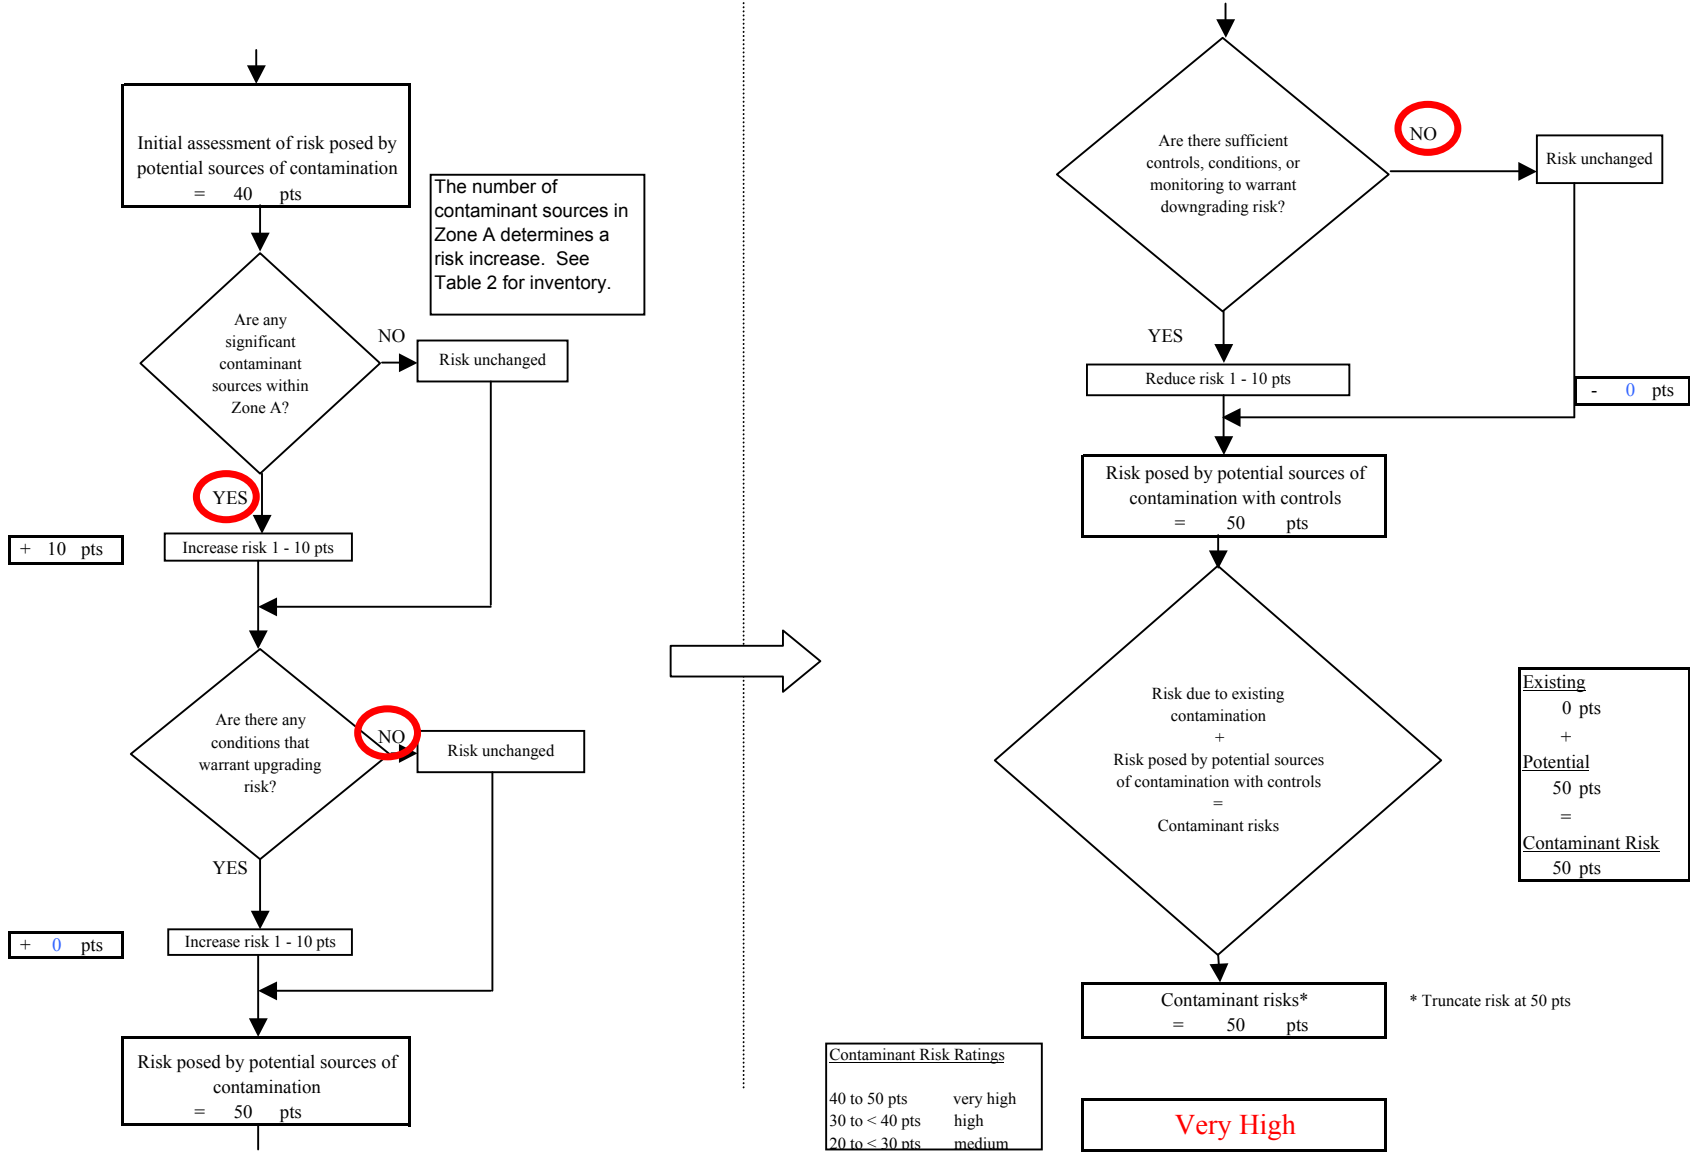 Initial assessment of risk posed by
potential sources of contamination
= 40 pts
The number of
contaminant sources in
Zone A determines a
risk increase. See
Table 2 for inventory.
Are any
significant
contaminant
sources within
Zone A?
NO
Risk unchanged
YES
+ 10 pts
Increase risk 1 - 10 pts
Are there any
conditions that
warrant upgrading
risk?
NO
Risk unchanged
YES
+ 0 pts
Increase risk 1 - 10 pts
Risk posed by potential sources of
contamination
= 50 pts
Are there sufficient
controls, conditions, or
monitoring to warrant
downgrading risk?
NO
Risk unchanged
YES
Reduce risk 1 - 10 pts
- 0 pts
Risk posed by potential sources of
contamination with controls
= 50 pts
Risk due to existing
contamination
+
Risk posed by potential sources
of contamination with controls
=
Contaminant risks
Existing
0 pts
+
Potential
50 pts
=
Contaminant Risk
50 pts
Contaminant risks*
= 50 pts
* Truncate risk at 50 pts
Contaminant Risk Ratings
40 to 50 pts very high
30 to < 40 pts high
20 to < 30 pts medium
Very High